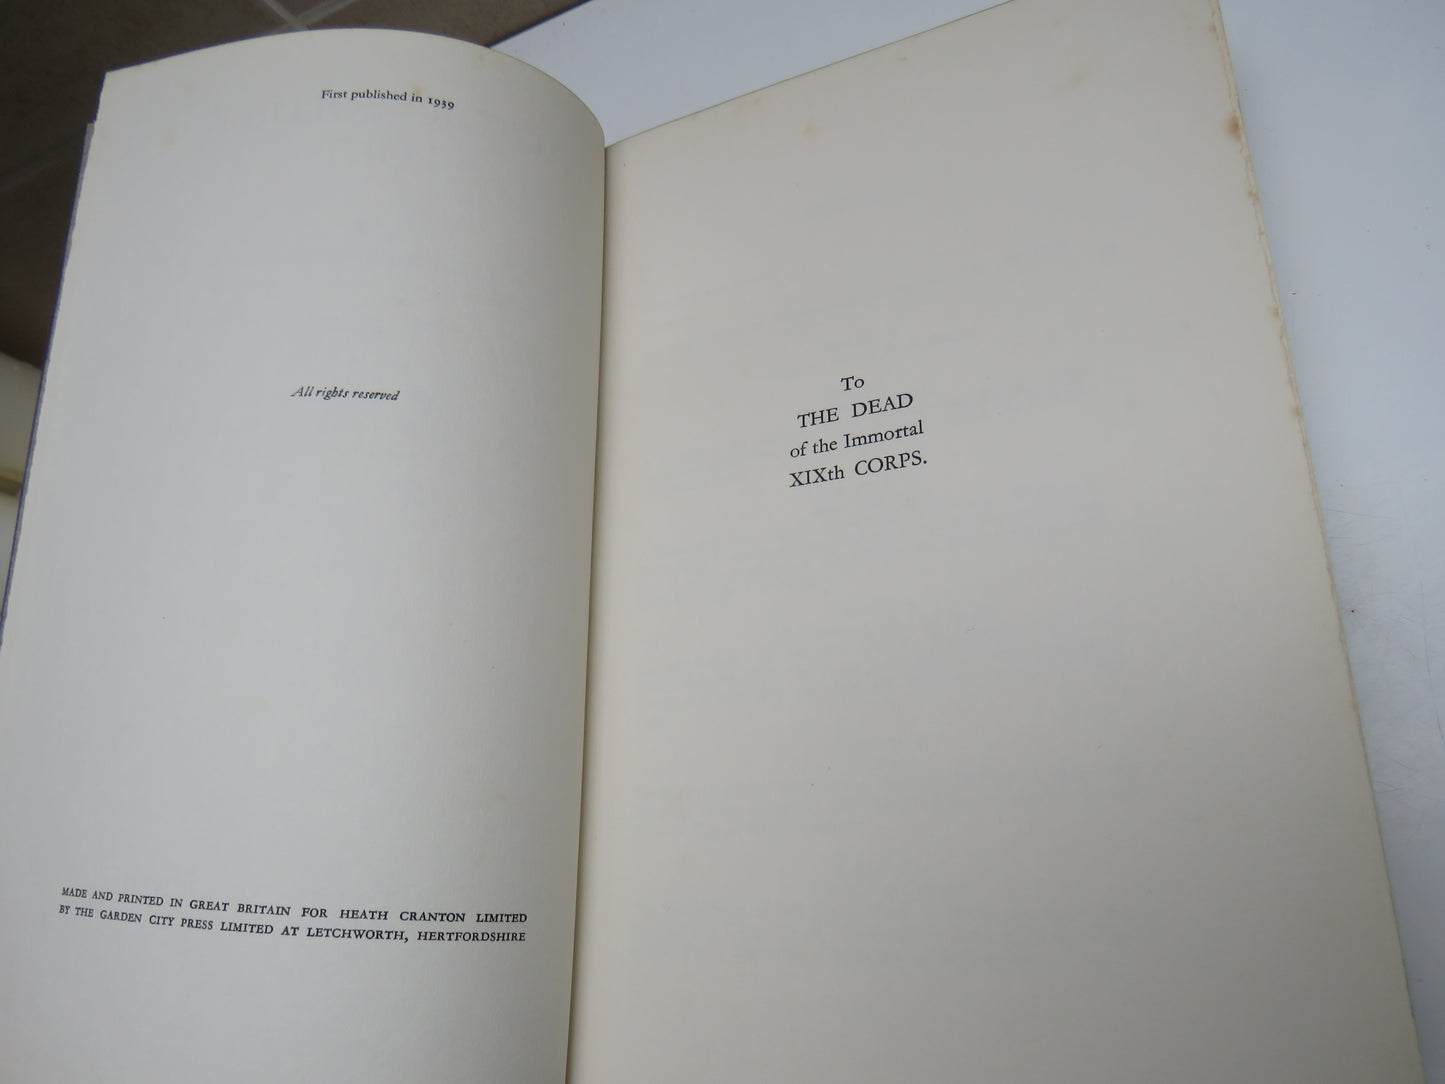 First published in 1939
All rights reserved
MADE AND PRINTED IN GREAT BRITAIN FOR HEATH CRANTON LIMITED
BY THE GARDEN CITY PRESS LIMITED AT LETCHWORTH, HERTFORDSHIRE
To
THE DEAD
of the Immortal
XIXth CORPS.